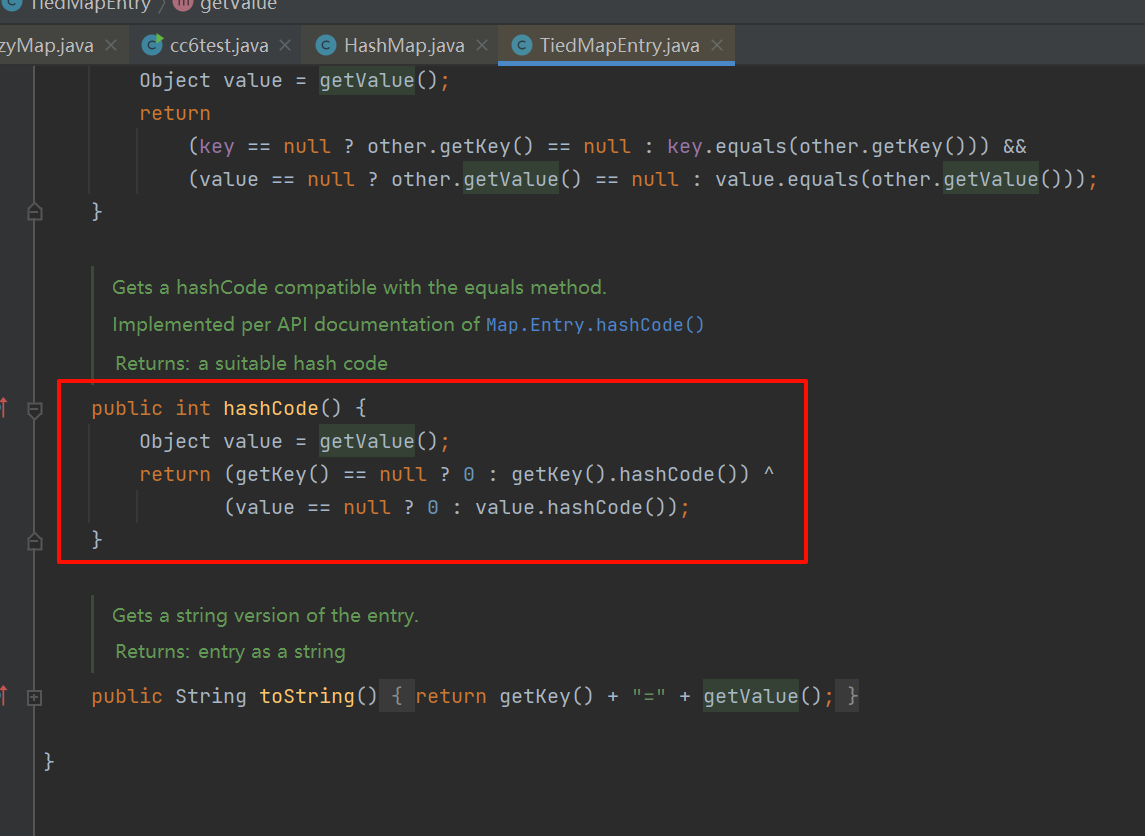 TiedMapEntry getValue
zyMap.java cc6test.java HashMap.java TiedMapEntry.java
Object value = getValue();
return
(key == null ? other.getKey() == null : key.equals(other.getKey())) &&
(value == null ? other.getValue() == null : value.equals(other.getValue()));
}
Gets a hashCode compatible with the equals method.
Implemented per API documentation of Map.Entry.hashCode()
Returns: a suitable hash code
public int hashCode() {
Object value = getValue();
return (getKey() == null ? 0 : getKey().hashCode()) ^
(value == null ? 0 : value.hashCode());
}
Gets a string version of the entry.
Returns: entry as a string
public String toString() { return getKey() + "=" + getValue(); }
}